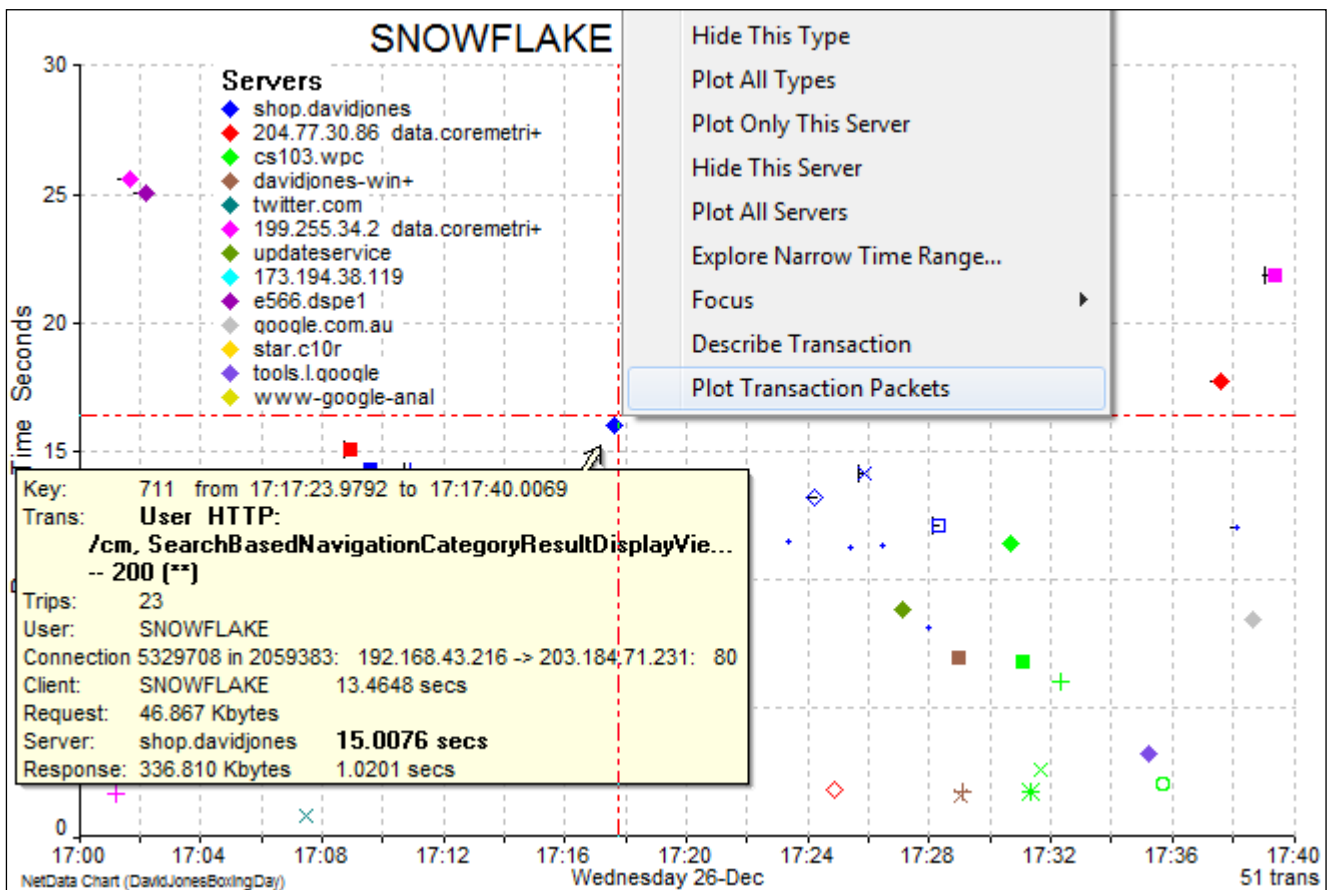 SNOWFLAKE
Hide This Type
Plot All Types
Plot Only This Server
Hide This Server
Plot All Servers
Explore Narrow Time Range...
Focus
Describe Transaction
Plot Transaction Packets
30
25
20
15
0
Time Seconds
Servers
shop.davidjones
204.77.30.86 data.coremetri+
cs103.wpc
davidjones-win+
twitter.com
199.255.34.2 data.coremetri+
updateservice
173.194.38.119
e566.dspe1
google.com.au
star.c10r
tools.l.google
www-google-anal
Key: 711 from 17:17:23.9792 to 17:17:40.0069
Trans: User HTTP:
/cm, SearchBasedNavigationCategoryResultDisplayVie...
-- 200 (**)
Trips: 23
User: SNOWFLAKE
Connection 5329708 in 2059383: 192.168.43.216 -> 203.184.71.231: 80
Client: SNOWFLAKE 13.4648 secs
Request: 46.867 Kbytes
Server: shop.davidjones 15.0076 secs
Response: 336.810 Kbytes 1.0201 secs
17:00 17:04 17:08 17:12 17:16 17:20 17:24 17:28 17:32 17:36 17:40
NetData Chart (DavidJonesBoxingDay) Wednesday 26-Dec 51 trans